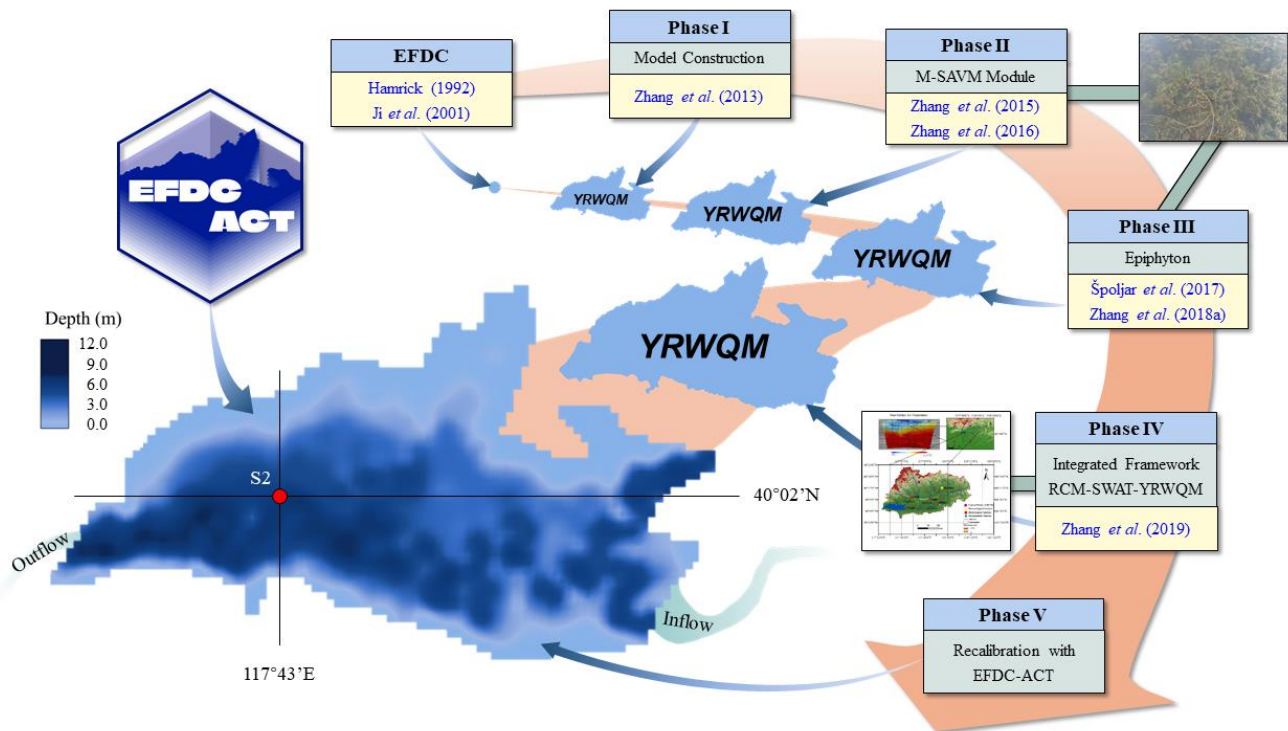 EFDC
Hamrick (1992)
Ji et al. (2001)
Phase I
Model Construction
Zhang et al. (2013)
Phase II
M-SAVM Module
Zhang et al. (2015)
Zhang et al. (2016)
EFDC
ACT
YRWQM
YRWQM
YRWQM
YRWQM
Phase III
Epiphyton
Špoljar et al. (2017)
Zhang et al. (2018a)
Depth (m)
12.0
9.0
6.0
3.0
0.0
S2
40°02’N
117°43’E
Outflow
Inflow
Phase IV
Integrated Framework
RCM-SWAT-YRWQM
Zhang et al. (2019)
Phase V
Recalibration with
EFDC-ACT